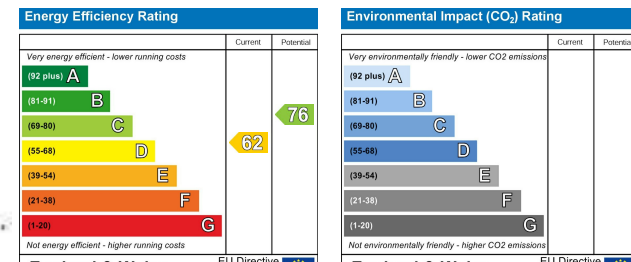 Energy Efficiency Rating
Current Potential
Very energy efficient - lower running costs
(92 plus) A
(81-91) B
(69-80) C
(55-68) D
(39-54) E
(21-38) F
(1-20) G
62
76
Not energy efficient - higher running costs
EU Directive
Environmental Impact (CO₂) Rating
Current Potential
Very environmentally friendly - lower CO2 emissions
(92 plus) A
(81-91) B
(69-80) C
(55-68) D
(39-54) E
(21-38) F
(1-20) G
Not environmentally friendly - higher CO2 emissions
EU Directive